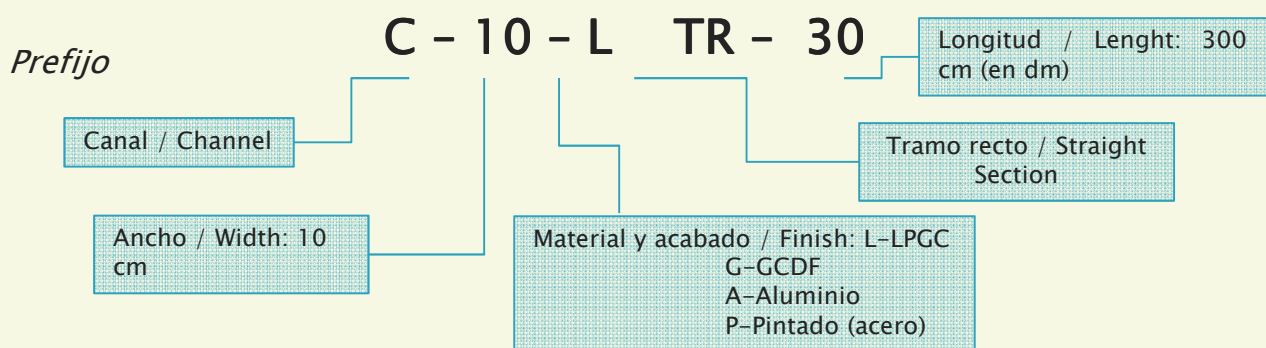 C – 10 – L TR – 30
Prefijo
Longitud / Lenght: 300
cm (en dm)
Canal / Channel
Tramo recto / Straight
Section
Ancho / Width: 10
cm
Material y acabado / Finish: L-LPGC
G-GCDF
A-Aluminio
P-Pintado (acero)